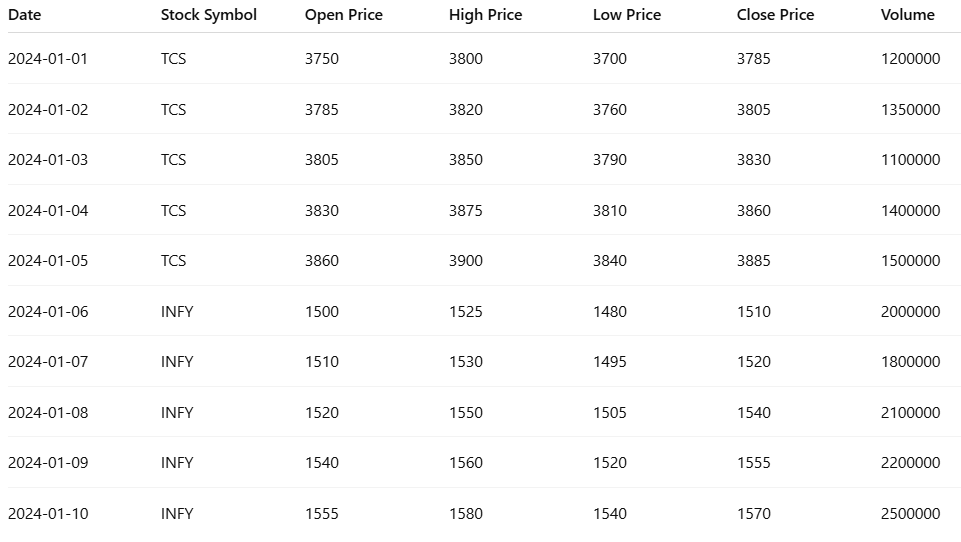 Date Stock Symbol Open Price High Price Low Price Close Price Volume
2024-01-01 TCS 3750 3800 3700 3785 1200000
2024-01-02 TCS 3785 3820 3760 3805 1350000
2024-01-03 TCS 3805 3850 3790 3830 1100000
2024-01-04 TCS 3830 3875 3810 3860 1400000
2024-01-05 TCS 3860 3900 3840 3885 1500000
2024-01-06 INFY 1500 1525 1480 1510 2000000
2024-01-07 INFY 1510 1530 1495 1520 1800000
2024-01-08 INFY 1520 1550 1505 1540 2100000
2024-01-09 INFY 1540 1560 1520 1555 2200000
2024-01-10 INFY 1555 1580 1540 1570 2500000